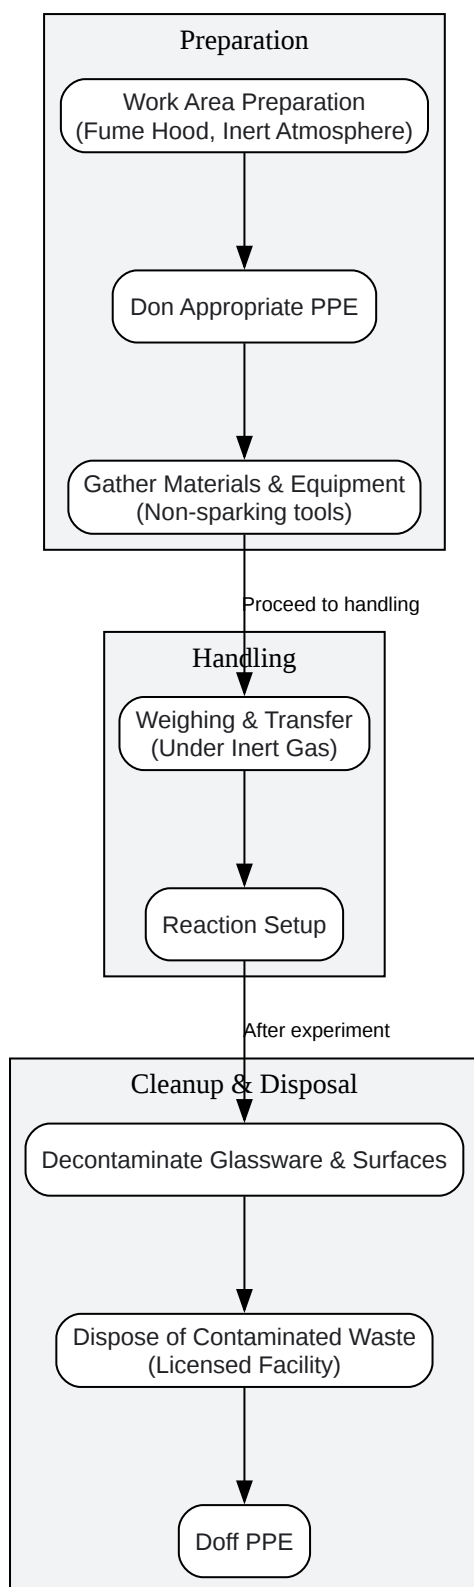 Preparation
Work Area Preparation
(Fume Hood, Inert Atmosphere)
Don Appropriate PPE
Gather Materials & Equipment
(Non-sparking tools)
Proceed to handling
Handling
Weighing & Transfer
(Under Inert Gas)
Reaction Setup
After experiment
Cleanup & Disposal
Decontaminate Glassware & Surfaces
Dispose of Contaminated Waste
(Licensed Facility)
Doff PPE